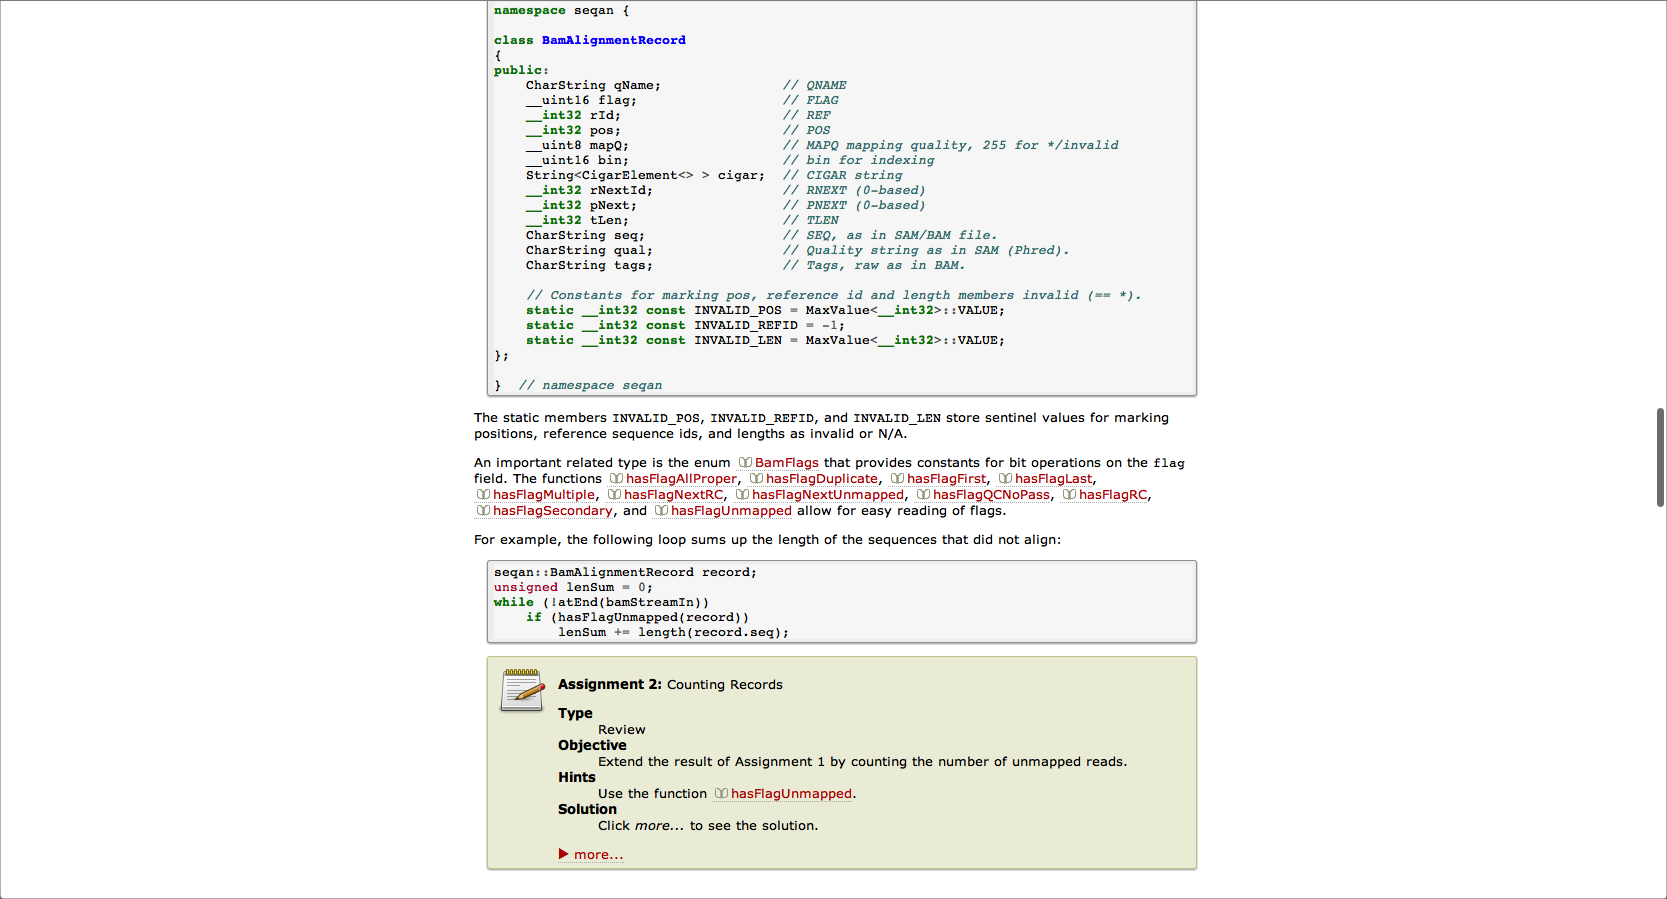 namespace seqan {
class BamAlignmentRecord
{
public:
    CharString qName;               // QNAME
    __uint16 flag;                  // FLAG
    __int32 rId;                    // REF
    __int32 pos;                    // POS
    __uint8 mapQ;                   // MAPQ mapping quality, 255 for */invalid
    __uint16 bin;                   // bin for indexing
    String<CigarElement<> > cigar;  // CIGAR string
    __int32 rNextId;                // RNEXT (0-based)
    __int32 pNext;                  // PNEXT (0-based)
    __int32 tLen;                   // TLEN
    CharString seq;                 // SEQ, as in SAM/BAM file.
    CharString qual;                // Quality string as in SAM (Phred).
    CharString tags;                // Tags, raw as in BAM.
    // Constants for marking pos, reference id and length members invalid (== *).
    static __int32 const INVALID_POS = MaxValue<__int32>::VALUE;
    static __int32 const INVALID_REFID = -1;
    static __int32 const INVALID_LEN = MaxValue<__int32>::VALUE;
};
}  // namespace seqan
The static members INVALID_POS, INVALID_REFID, and INVALID_LEN store sentinel values for marking
positions, reference sequence ids, and lengths as invalid or N/A.
An important related type is the enum BamFlags that provides constants for bit operations on the flag
field. The functions hasFlagAllProper, hasFlagDuplicate, hasFlagFirst, hasFlagLast,
hasFlagMultiple, hasFlagNextRC, hasFlagNextUnmapped, hasFlagQCNoPass, hasFlagRC,
hasFlagSecondary, and hasFlagUnmapped allow for easy reading of flags.
For example, the following loop sums up the length of the sequences that did not align:
seqan::BamAlignmentRecord record;
unsigned lenSum = 0;
while (!atEnd(bamStreamIn))
    if (hasFlagUnmapped(record))
        lenSum += length(record.seq);
Assignment 2: Counting Records
Type
Review
Objective
Extend the result of Assignment 1 by counting the number of unmapped reads.
Hints
Use the function hasFlagUnmapped.
Solution
Click more... to see the solution.
more...